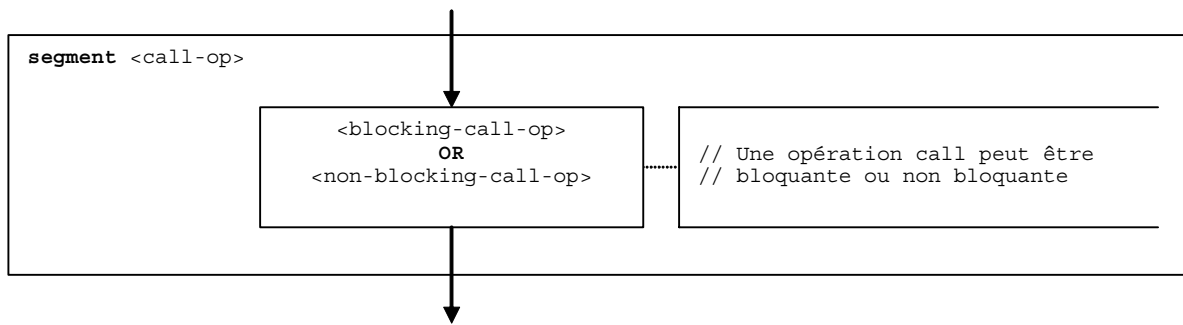 segment <call-op>
<blocking-call-op>
OR
<non-blocking-call-op>
// Une opération call peut être
// bloquante ou non bloquante